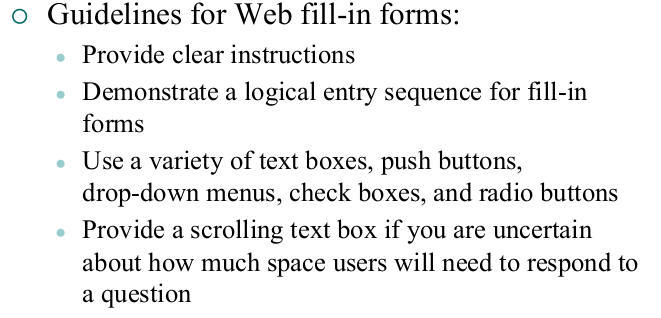 Guidelines for Web fill-in forms:
Provide clear instructions
Demonstrate a logical entry sequence for fill-in
forms
Use a variety of text boxes, push buttons,
drop-down menus, check boxes, and radio buttons
Provide a scrolling text box if you are uncertain
about how much space users will need to respond to
a question